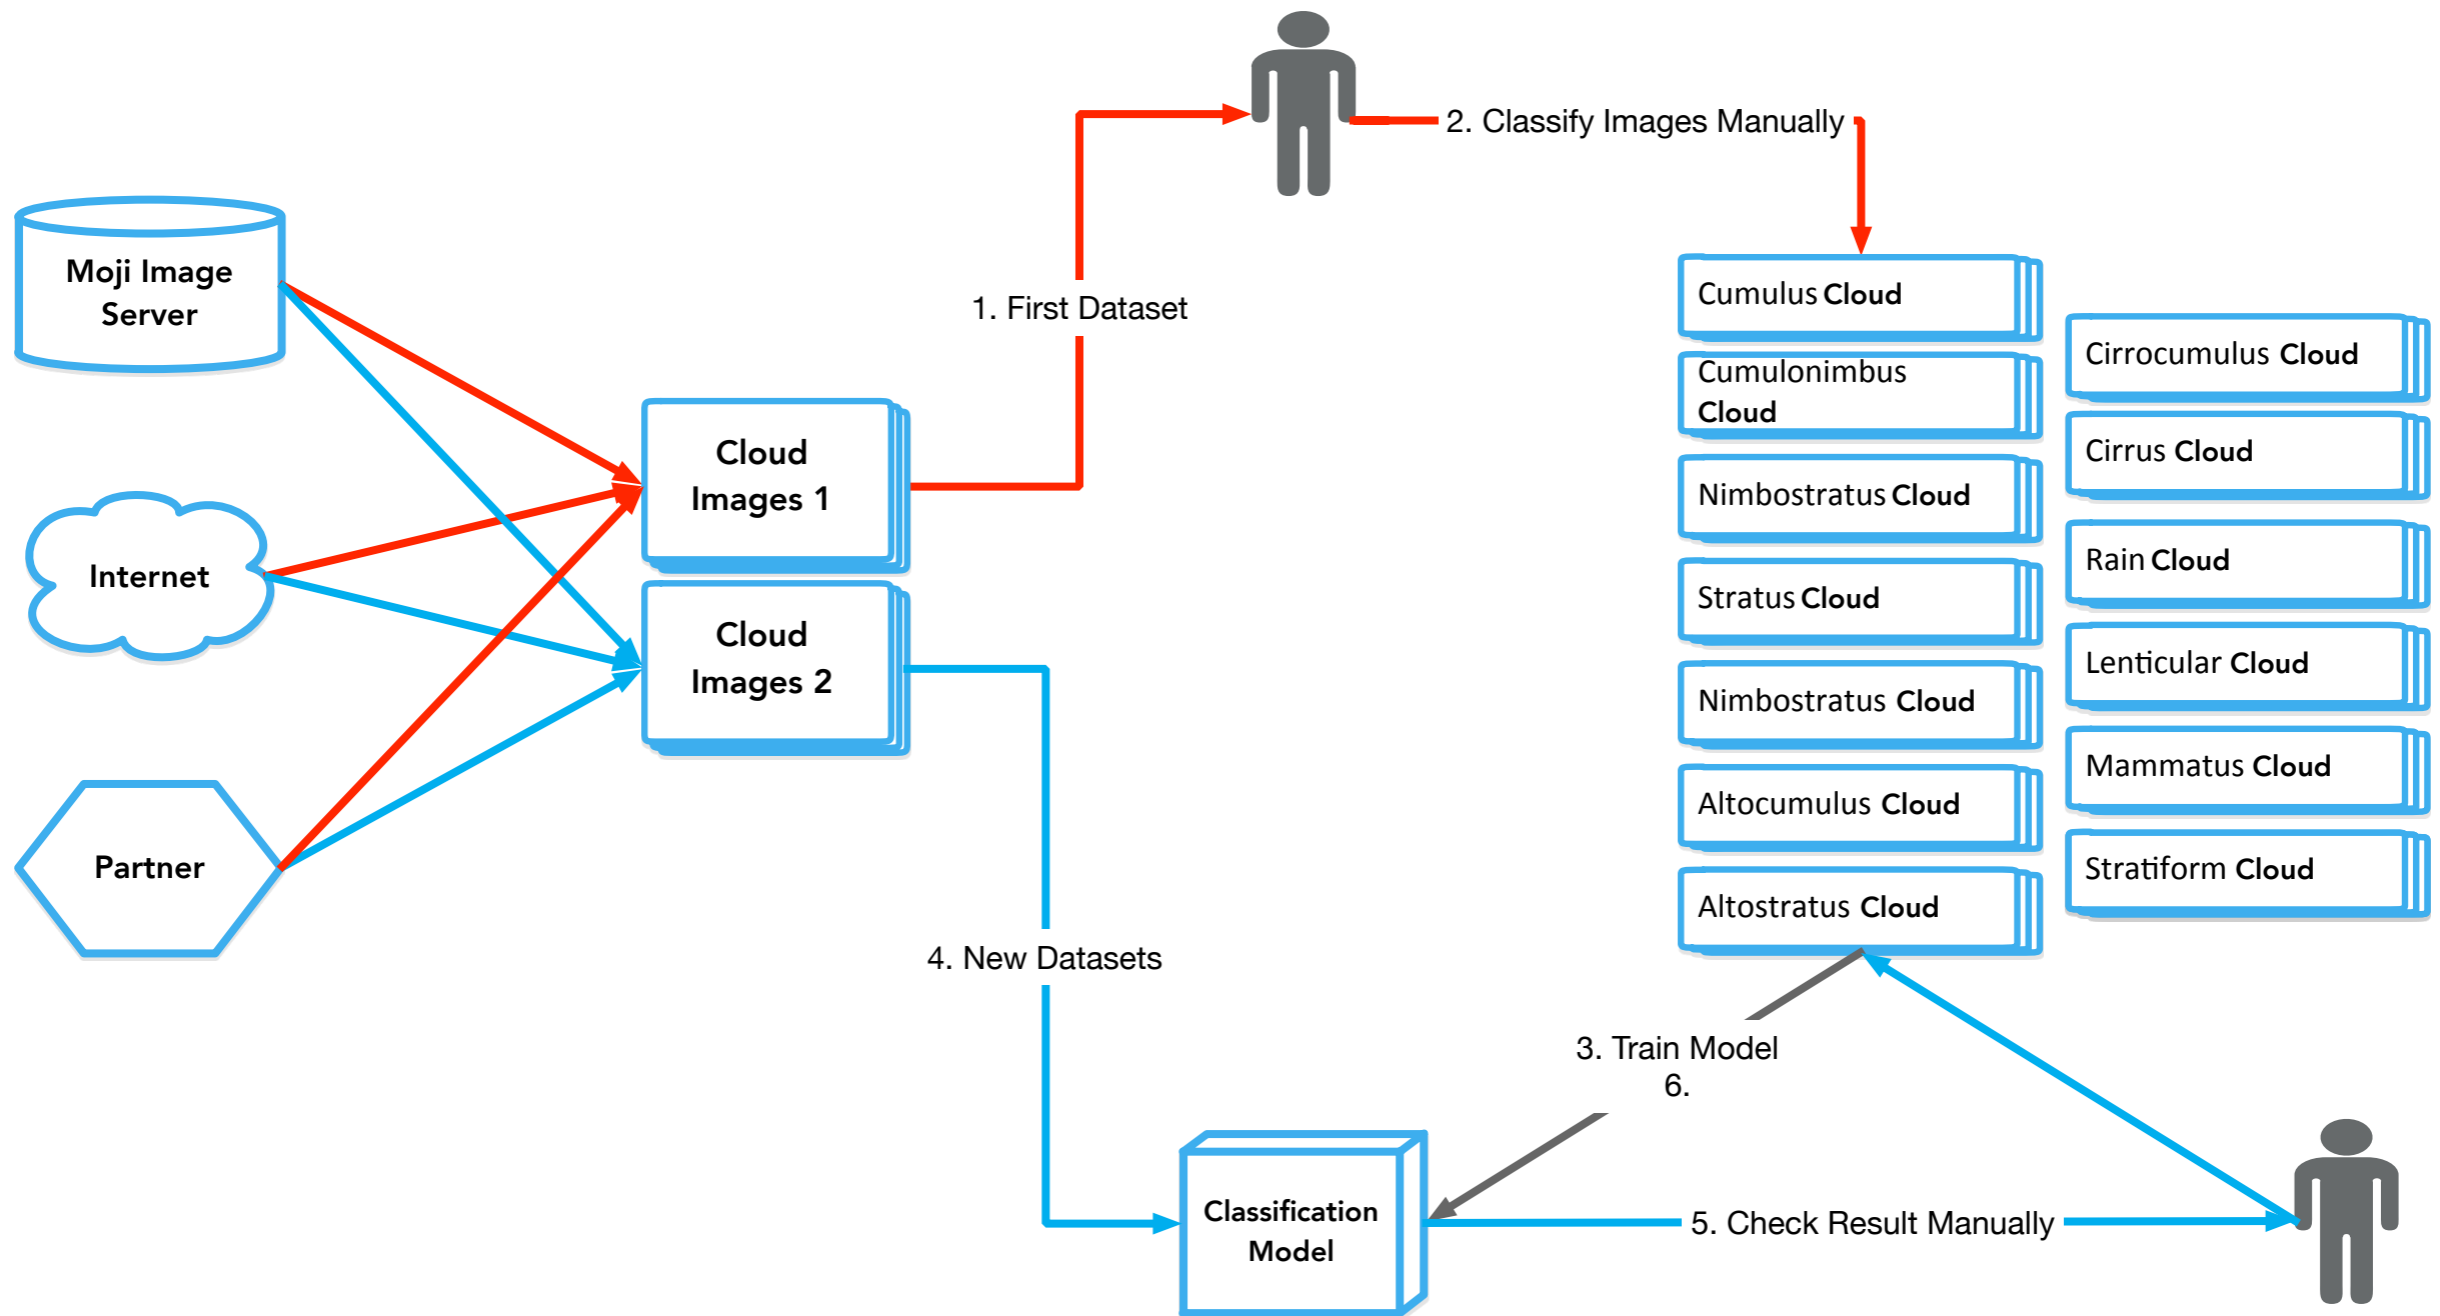 Moji Image
Server
Internet
Partner
Cloud
Images 1
Cloud
Images 2
1. First Dataset
2. Classify Images Manually
Cumulus Cloud
Cumulonimbus
Cloud
Nimbostratus Cloud
Stratus Cloud
Nimbostratus Cloud
Altocumulus Cloud
Altostratus Cloud
Cirrocumulus Cloud
Cirrus Cloud
Rain Cloud
Lenticular Cloud
Mammatus Cloud
Stratiform Cloud
3. Train Model
6.
4. New Datasets
Classification
Model
5. Check Result Manually